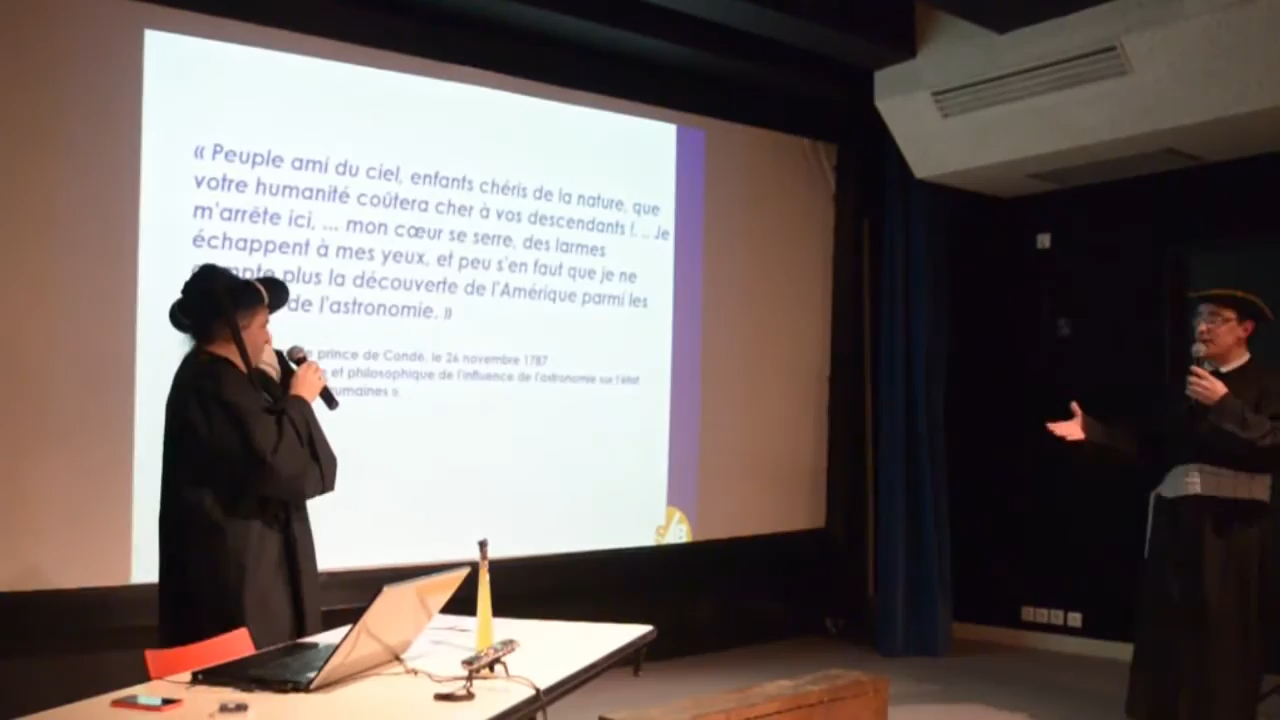 « Peuple ami du ciel, enfants chéris de la nature, que
votre humanité coûtera cher à vos descendants !... Je
m'arrête ici, ... mon cœur se serre, des larmes
échappent à mes yeux, et peu s'en faut que je ne
plus la découverte de l'Amérique parmi les
de l'astronomie. »
prince de Condé, le 26 novembre 1787
et philosophique de l'influence de l'astronomie sur l'état
umaines »